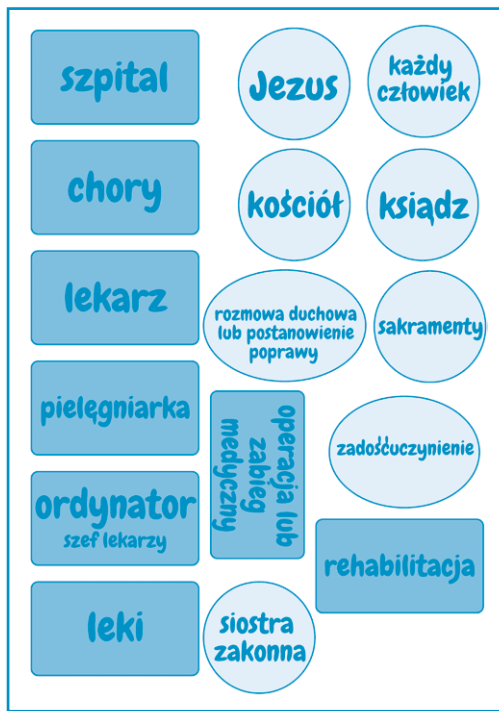 szpital
Jezus
każdy
człowiek
chory
kościół
ksiądz
lekarz
rozmowa duchowa
lub postanowienie
poprawy
sakramenty
pielęgniarka
operacja lub
zabieg
medyczny
zadośćuczynienie
ordynator
szef lekarzy
rehabilitacja
leki
siostra
zakonna